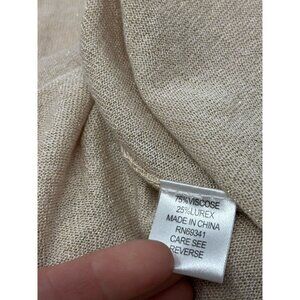 75%VISCOSE
25%LUREX
MADE IN CHINA
RN69341
CARE SEE
REVERSE